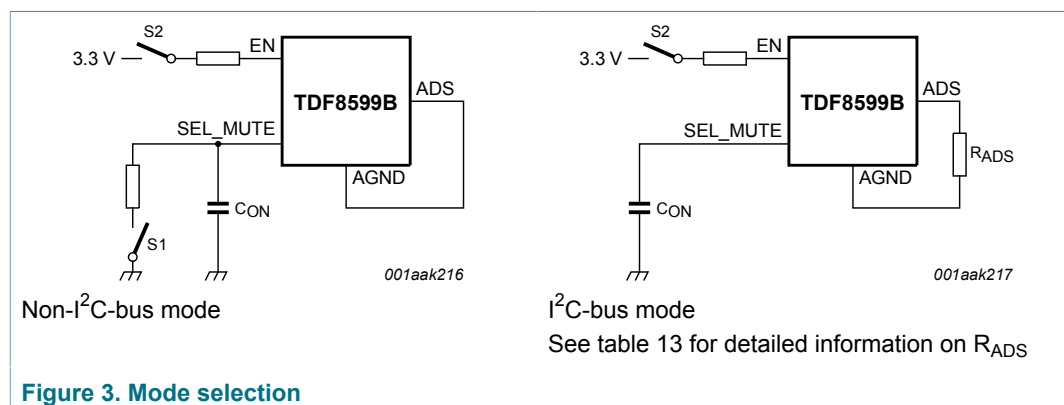 S2
3.3 V
EN
TDF8599B
ADS
SEL_MUTE
AGND
CON
S1
001aak216
Non-I²C-bus mode
S2
3.3 V
EN
TDF8599B
ADS
SEL_MUTE
RADS
AGND
CON
001aak217
I²C-bus mode
See table 13 for detailed information on RADS
Figure 3. Mode selection